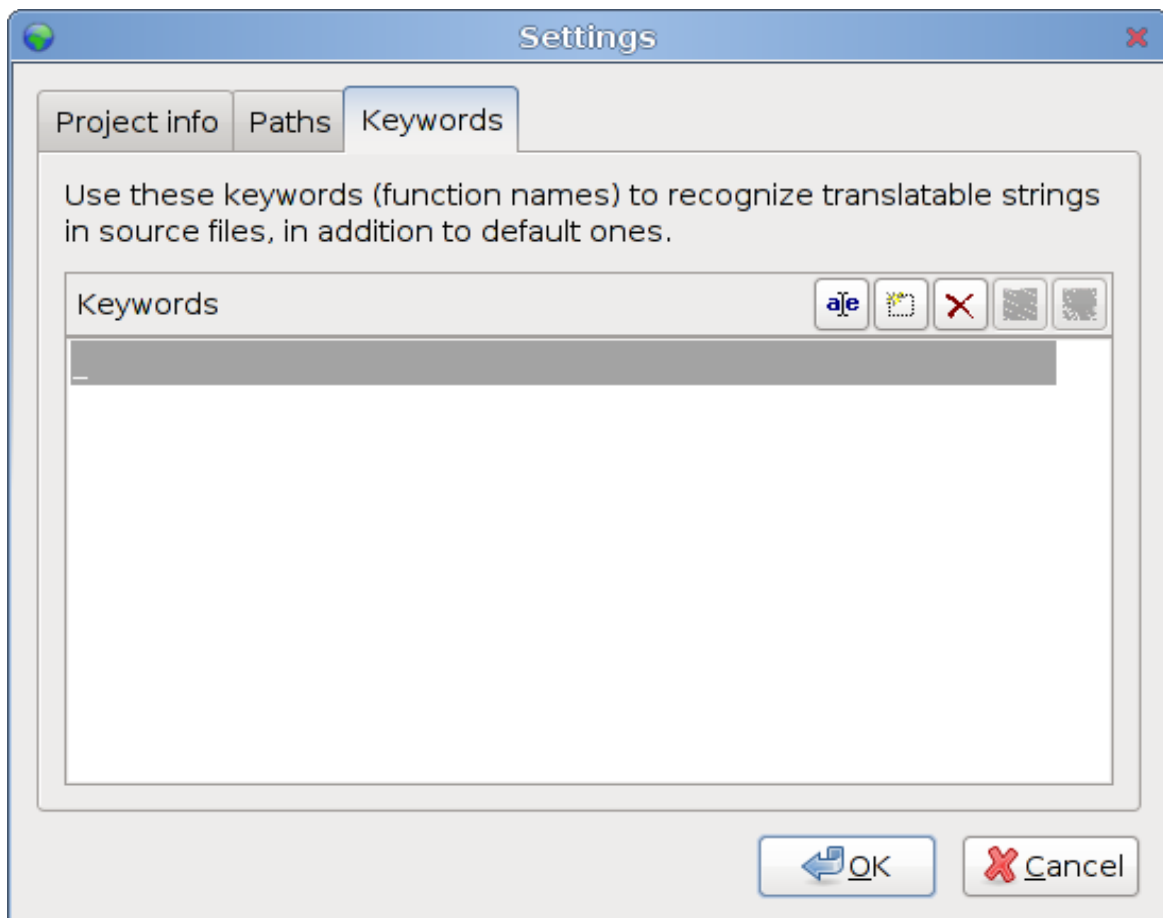 Settings
Project info Paths Keywords
Use these keywords (function names) to recognize translatable strings
in source files, in addition to default ones.
Keywords
a e
_
OK Cancel